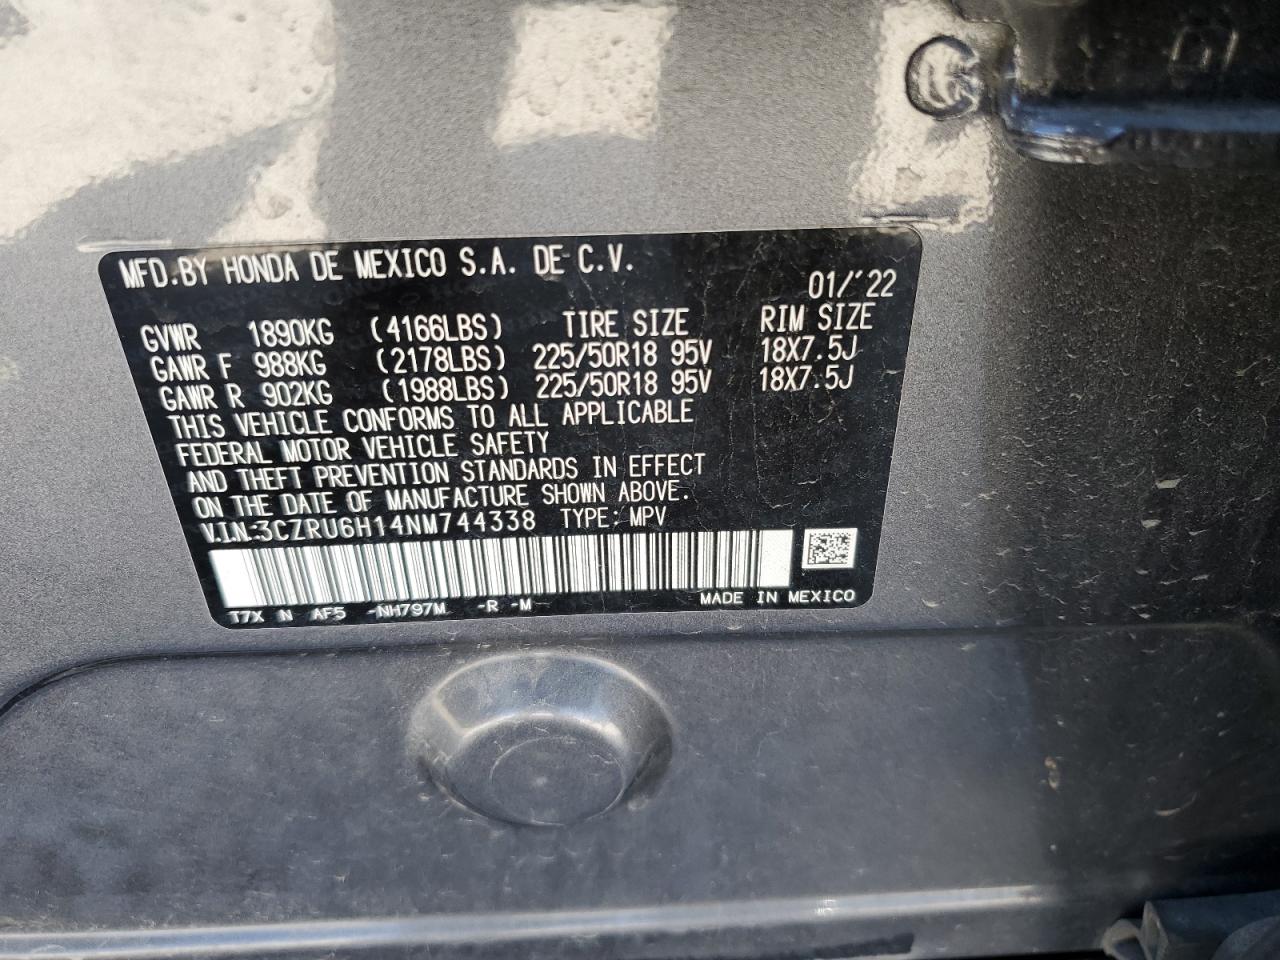 MFD.BY HONDA DE MEXICO S.A. DE C.V.
01/'22
GVWR 1890KG (4166LBS) TIRE SIZE RIM SIZE
GAWR F 988KG (2178LBS) 225/50R18 95V 18X7.5J
GAWR R 902KG (1988LBS) 225/50R18 95V 18X7.5J
THIS VEHICLE CONFORMS TO ALL APPLICABLE
FEDERAL MOTOR VEHICLE SAFETY
AND THEFT PREVENTION STANDARDS IN EFFECT
ON THE DATE OF MANUFACTURE SHOWN ABOVE.
V.I.N:3CZRU6H14NM744338 TYPE: MPV
T7X N AF5 -NH797M -R -M MADE IN MEXICO